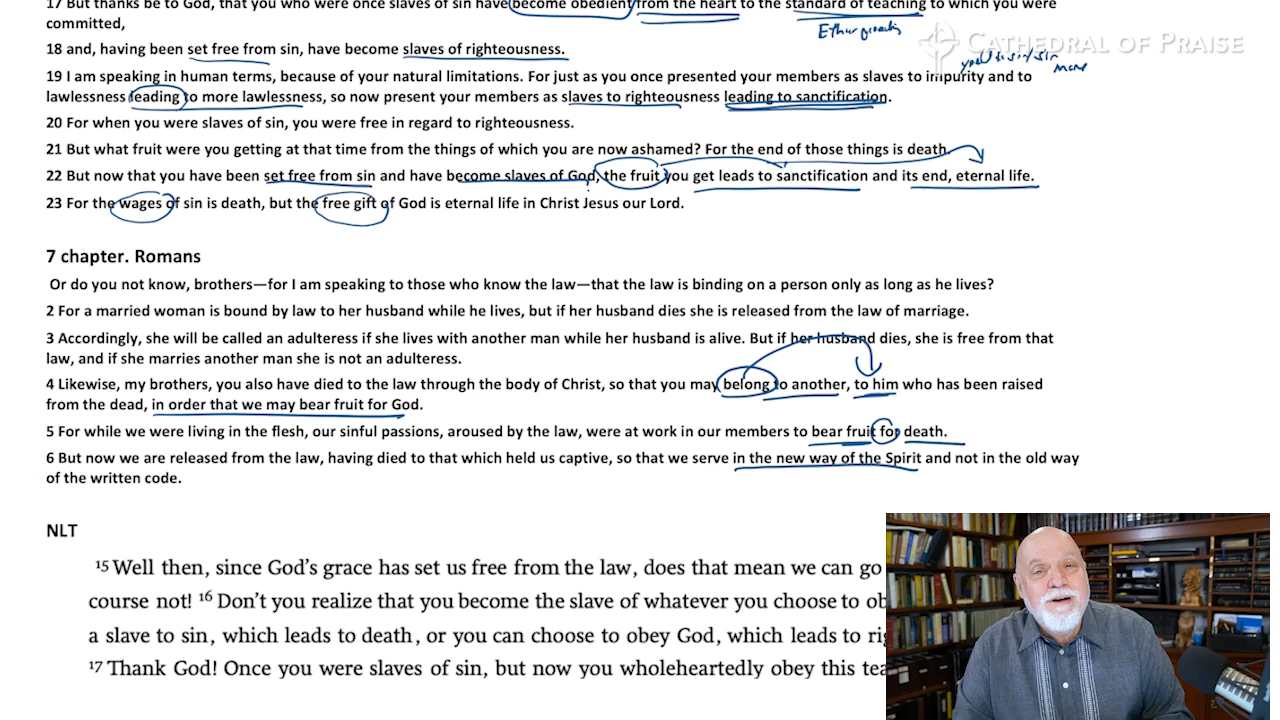 17 But thanks be to God, that you who were once slaves of sin have become obedient from the heart to the standard of teaching to which you were
committed,
CATHEDRAL OF PRAISE
18 and, having been set free from sin, have become slaves of righteousness.
more
19 I am speaking in human terms, because of your natural limitations. For just as you once presented your members as slaves to impurity and to
lawlessness leading to more lawlessness, so now present your members as slaves to righteousness leading to sanctification.
20 For when you were slaves of sin, you were free in regard to righteousness.
21 But what fruit were you getting at that time from the things of which you are now ashamed? For the end of those things is death.
22 But now that you have been set free from sin and have become slaves of God, the fruit you get leads to sanctification and its end, eternal life.
23 For the wages of sin is death, but the free gift of God is eternal life in Christ Jesus our Lord.
7 chapter. Romans
Or do you not know, brothers—for I am speaking to those who know the law—that the law is binding on a person only as long as he lives?
2 For a married woman is bound by law to her husband while he lives, but if her husband dies she is released from the law of marriage.
3 Accordingly, she will be called an adulteress if she lives with another man while her husband is alive. But if her husband dies, she is free from that
law, and if she marries another man she is not an adulteress.
4 Likewise, my brothers, you also have died to the law through the body of Christ, so that you may belong to another, to him who has been raised
from the dead, in order that we may bear fruit for God.
5 For while we were living in the flesh, our sinful passions, aroused by the law, were at work in our members to bear fruit for death.
6 But now we are released from the law, having died to that which held us captive, so that we serve in the new way of the Spirit and not in the old way
of the written code.
NLT
15 Well then, since God's grace has set us free from the law, does that mean we can go
course not! 16 Don't you realize that you become the slave of whatever you choose to ob
a slave to sin, which leads to death, or you can choose to obey God, which leads to rig
17 Thank God! Once you were slaves of sin, but now you wholeheartedly obey this tea